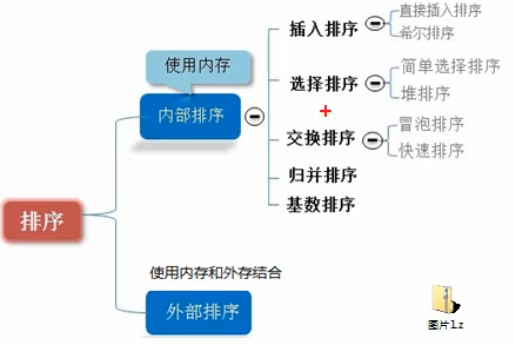 插入排序
直接插入排序
希尔排序
使用内存
选择排序
简单选择排序
堆排序
内部排序
交换排序
冒泡排序
快速排序
归并排序
基数排序
排序
使用内存和外存结合
外部排序
图片1.z